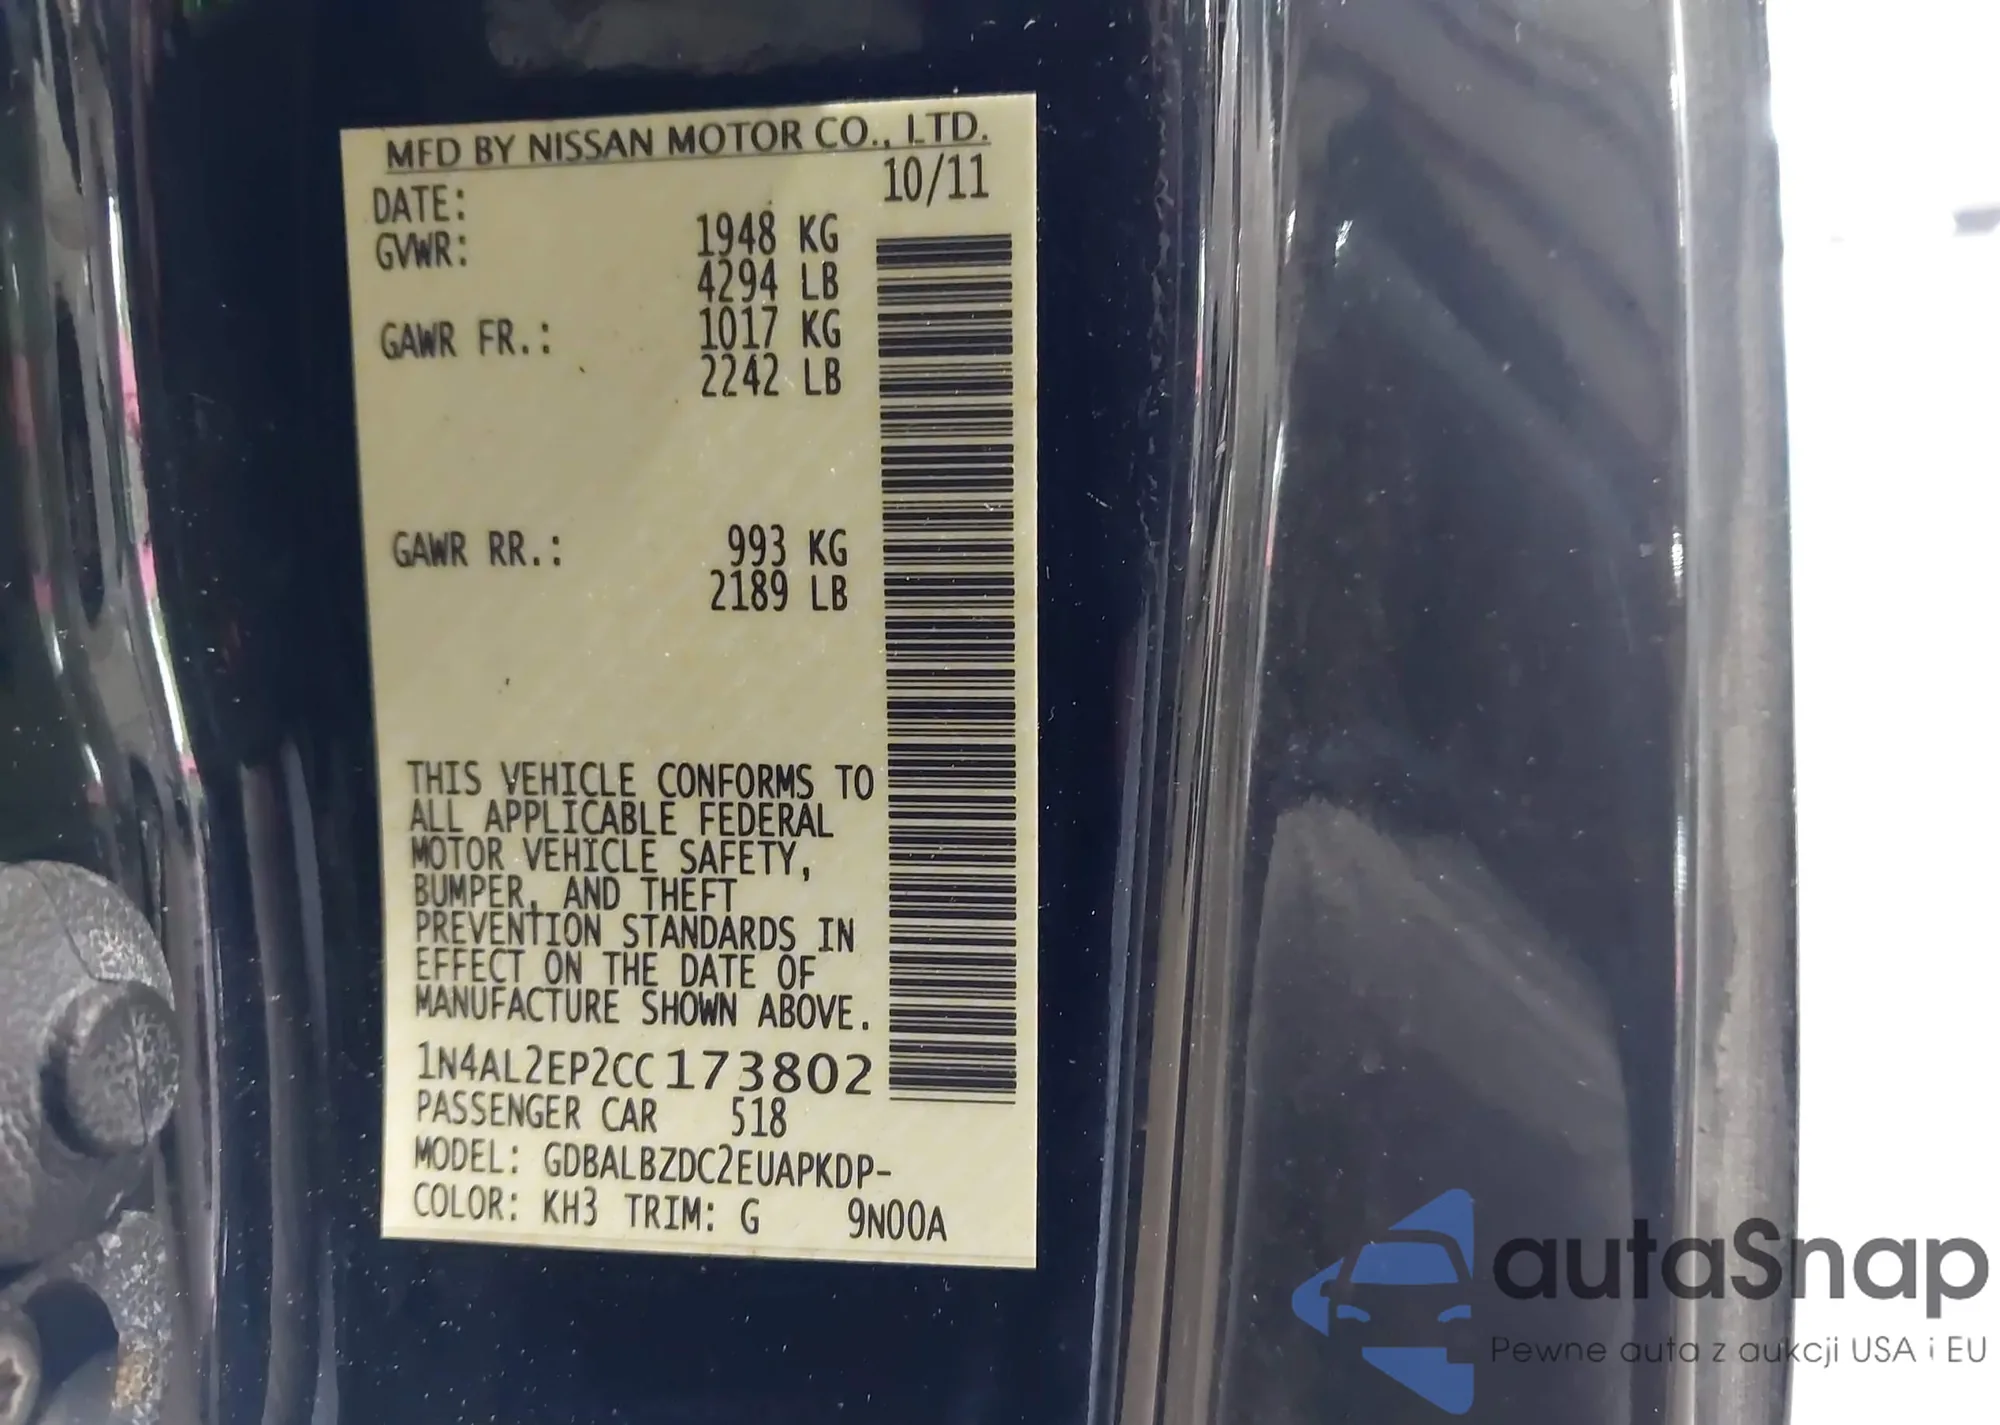 MFD BY NISSAN MOTOR CO., LTD.
DATE: 10/11
GVWR: 1948 KG
4294 LB
GAWR FR.: 1017 KG
2242 LB
GAWR RR.: 993 KG
2189 LB
THIS VEHICLE CONFORMS TO
ALL APPLICABLE FEDERAL
MOTOR VEHICLE SAFETY,
BUMPER, AND THEFT
PREVENTION STANDARDS IN
EFFECT ON THE DATE OF
MANUFACTURE SHOWN ABOVE.
1N4AL2EP2CC173802
PASSENGER CAR 518
MODEL: GDBALBZDC2EUAPKDP-
COLOR: KH3 TRIM: G 9N00A
autaSnap
Pewne auta z aukcji USA i EU